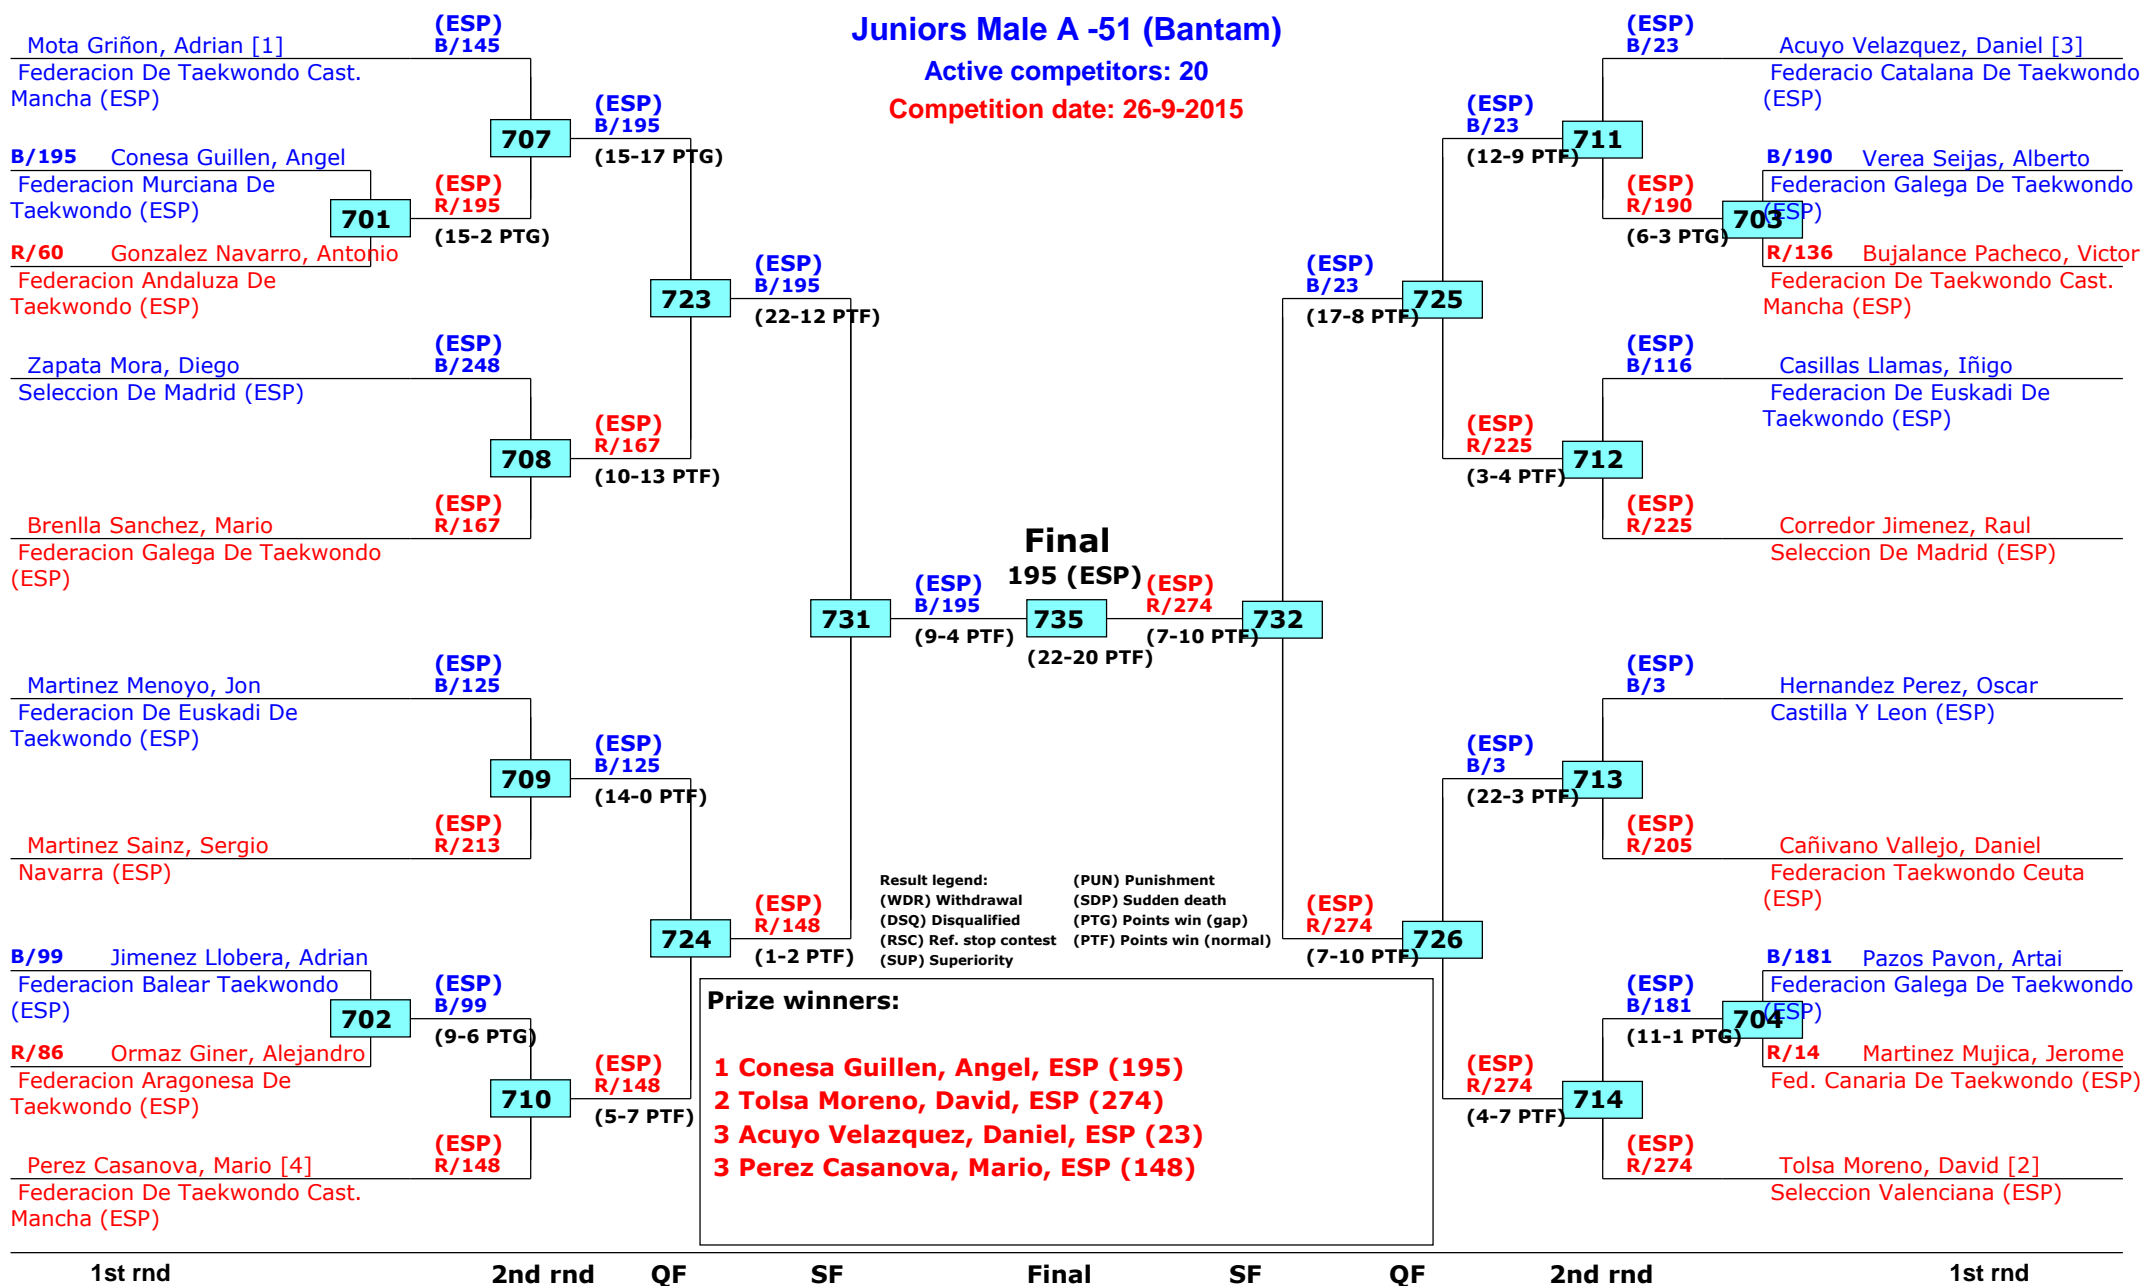 Juniors Male A -51 (Bantam)
Active competitors: 20
Competition date: 26-9-2015
(ESP)
Mota Griñon, Adrian [1] B/145
Federacion De Taekwondo Cast.
Mancha (ESP)
707
(ESP)
B/195
(15-17 PTG)
B/195 Conesa Guillen, Angel
Federacion Murciana De
Taekwondo (ESP)
701
(ESP)
R/195
(15-2 PTG)
R/60 Gonzalez Navarro, Antonio
Federacion Andaluza De
Taekwondo (ESP)
723
(ESP)
B/195
(22-12 PTF)
(ESP)
Zapata Mora, Diego B/248
Seleccion De Madrid (ESP)
708
(ESP)
R/167
(10-13 PTF)
(ESP)
Brenlla Sanchez, Mario R/167
Federacion Galega De Taekwondo
(ESP)
731
(ESP)
B/195
(9-4 PTF)
(ESP)
Martinez Menoyo, Jon B/125
Federacion De Euskadi De
Taekwondo (ESP)
709
(ESP)
B/125
(14-0 PTF)
(ESP)
Martinez Sainz, Sergio R/213
Navarra (ESP)
724
(ESP)
R/148
(1-2 PTF)
B/99 Jimenez Llobera, Adrian
Federacion Balear Taekwondo
(ESP)
702
(ESP)
B/99
(9-6 PTG)
R/86 Ormaz Giner, Alejandro
Federacion Aragonesa De
Taekwondo (ESP)
710
(ESP)
R/148
(5-7 PTF)
(ESP)
Perez Casanova, Mario [4] R/148
Federacion De Taekwondo Cast.
Mancha (ESP)
Final
195 (ESP)
735
(22-20 PTF)
(ESP)
R/274
(7-10 PTF)
732
(ESP)
B/23 Acuyo Velazquez, Daniel [3]
Federacio Catalana De Taekwondo
(ESP)
(ESP)
B/23
(12-9 PTF)
711
B/190 Verea Seijas, Alberto
Federacion Galega De Taekwondo
(ESP)
(ESP)
R/190
(6-3 PTG)
703
R/136 Bujalance Pacheco, Victor
Federacion De Taekwondo Cast.
Mancha (ESP)
(ESP)
B/23
(17-8 PTF)
725
(ESP)
B/116 Casillas Llamas, Iñigo
Federacion De Euskadi De
Taekwondo (ESP)
(ESP)
R/225
(3-4 PTF)
712
(ESP)
R/225 Corredor Jimenez, Raul
Seleccion De Madrid (ESP)
(ESP)
B/3 Hernandez Perez, Oscar
Castilla Y Leon (ESP)
(ESP)
B/3
(22-3 PTF)
713
(ESP)
R/205 Cañivano Vallejo, Daniel
Federacion Taekwondo Ceuta
(ESP)
(ESP)
R/274
(7-10 PTF)
726
B/181 Pazos Pavon, Artai
Federacion Galega De Taekwondo
(ESP)
(ESP)
B/181
(11-1 PTG)
704
R/14 Martinez Mujica, Jerome
Fed. Canaria De Taekwondo (ESP)
(ESP)
R/274
(4-7 PTF)
714
(ESP)
R/274 Tolsa Moreno, David [2]
Seleccion Valenciana (ESP)
Result legend: (PUN) Punishment
(WDR) Withdrawal (SDP) Sudden death
(DSQ) Disqualified (PTG) Points win (gap)
(RSC) Ref. stop contest (PTF) Points win (normal)
(SUP) Superiority
Prize winners:
1 Conesa Guillen, Angel, ESP (195)
2 Tolsa Moreno, David, ESP (274)
3 Acuyo Velazquez, Daniel, ESP (23)
3 Perez Casanova, Mario, ESP (148)
1st rnd 2nd rnd QF SF Final SF QF 2nd rnd 1st rnd